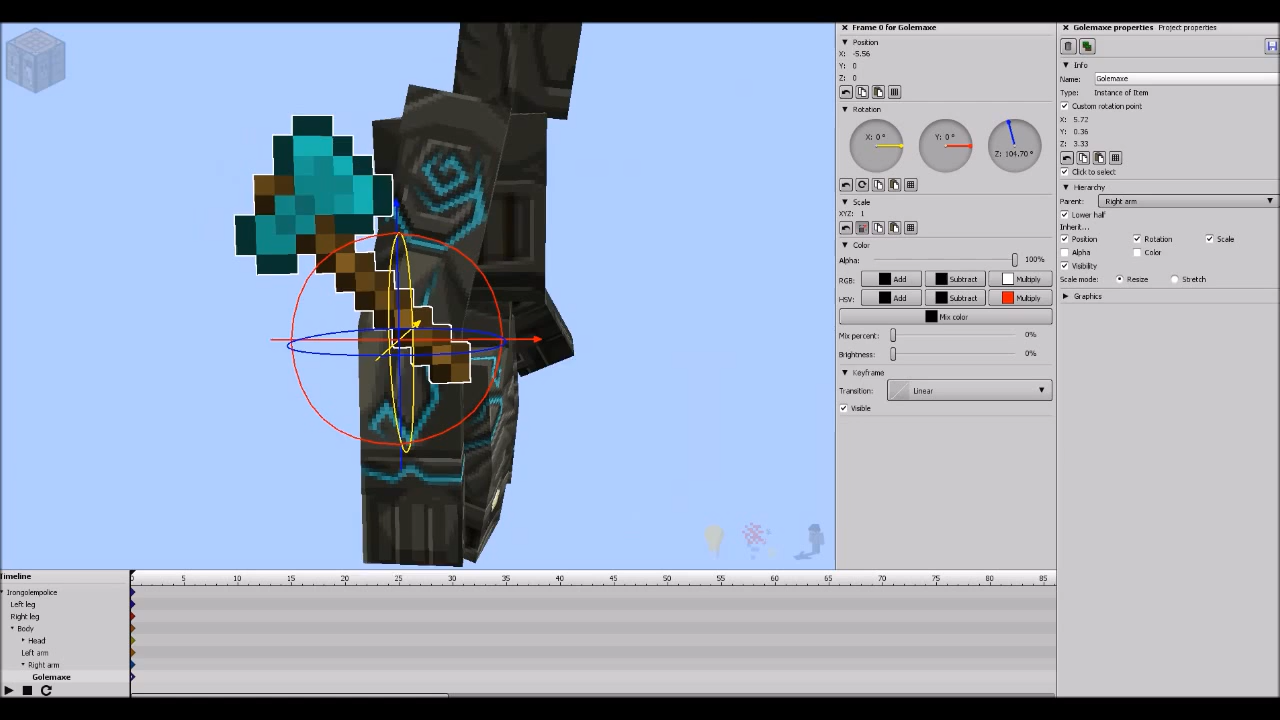 Frame 0 for Golemaxe
Position
X: -5.56
Y: 0
Z: 0
Rotation
X: 0°
Y: 0°
Z: 104.70°
Scale
XYZ: 1
Color
Alpha: 100%
RGB: Add Subtract Multiply
HSV: Add Subtract Multiply
Mix color
Mix percent: 0%
Brightness: 0%
Keyframe
Transition: Linear
Visible
Golemaxe properties Project properties
Info
Name: Golemaxe
Type: Instance of Item
Custom rotation point
X: 5.72
Y: 0.36
Z: 3.33
Click to select
Hierarchy
Parent: Right arm
Lower half
Inherit...
Position Rotation Scale
Alpha Color
Visibility
Scale mode: Resize Stretch
Graphics
Timeline
0 5 10 15 20 25 30 35 40 45 50 55 60 65 70 75 80 85
Irongolempolice
Left leg
Right leg
Body
Head
Left arm
Right arm
Golemaxe